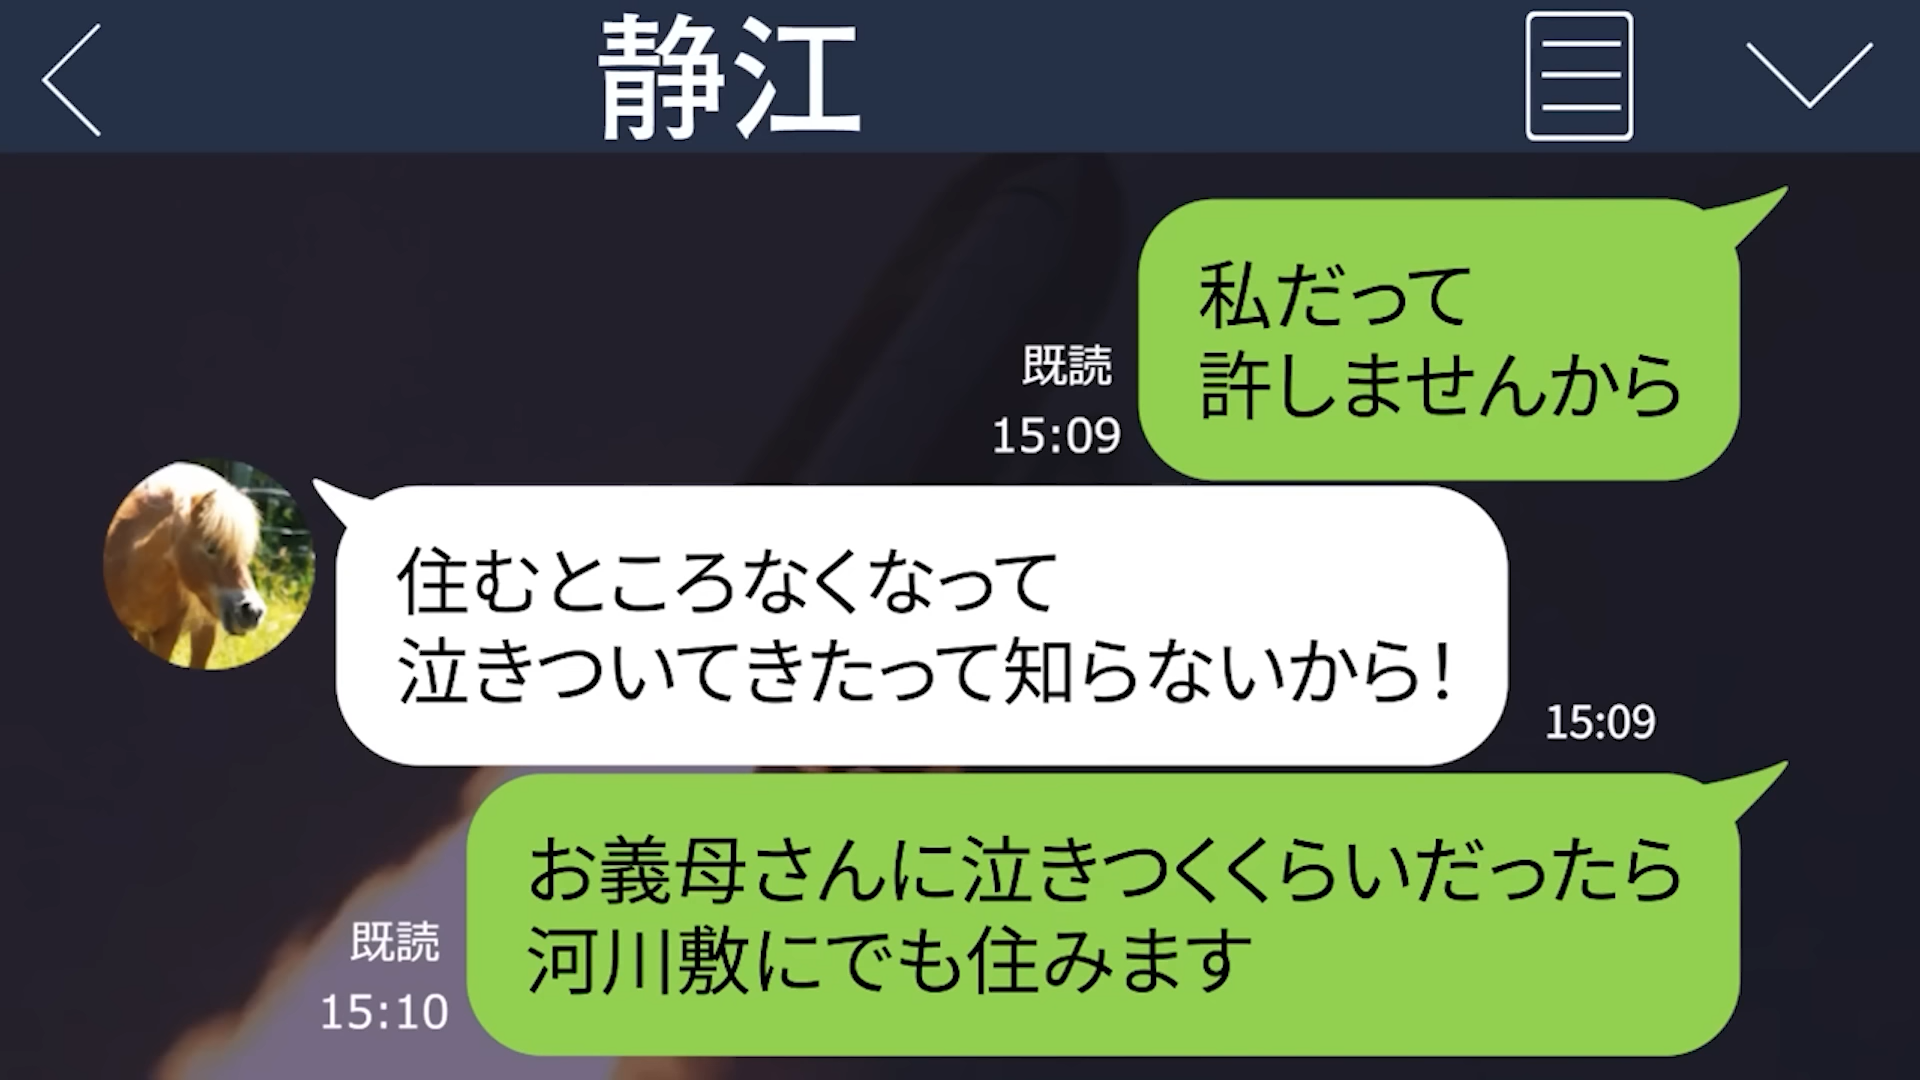 静江
私だって
許しませんから
既読
15:09
住むところなくなって
泣きついてきたって知らないから!
15:09
お義母さんに泣きつくくらいだったら
河川敷にでも住みます
既読
15:10